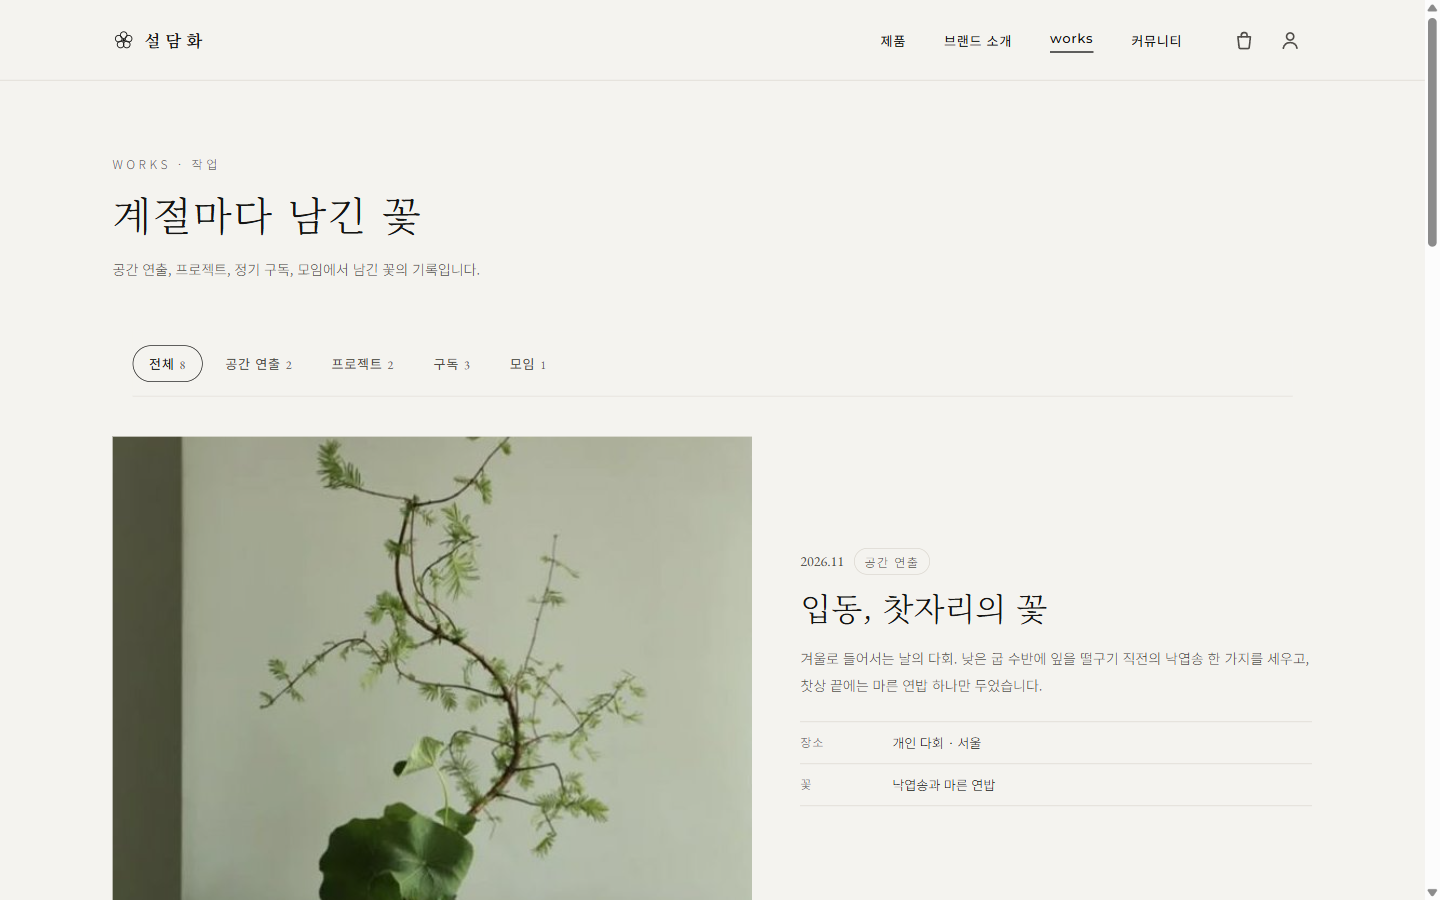 설담화
제품 브랜드 소개 works 커뮤니티
WORKS · 작업
계절마다 남긴 꽃
공간 연출, 프로젝트, 정기 구독, 모임에서 남긴 꽃의 기록입니다.
전체 8 공간 연출 2 프로젝트 2 구독 3 모임 1
2026.11 공간 연출
입동, 찻자리의 꽃
겨울로 들어서는 날의 다회. 낮은 굽 수반에 잎을 떨구기 직전의 낙엽송 한 가지를 세우고,
찻상 끝에는 마른 연밥 하나만 두었습니다.
장소 개인 다회 · 서울
꽃 낙엽송과 마른 연밥